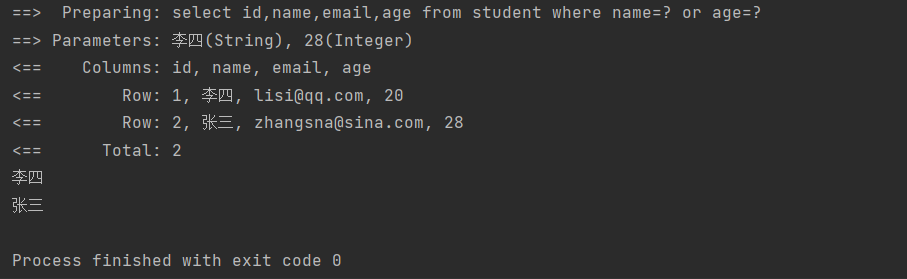 ==>  Preparing: select id,name,email,age from student where name=? or age=?
==> Parameters: 李四(String), 28(Integer)
<==    Columns: id, name, email, age
<==        Row: 1, 李四, lisi@qq.com, 20
<==        Row: 2, 张三, zhangsna@sina.com, 28
<==      Total: 2
李四
张三
Process finished with exit code 0